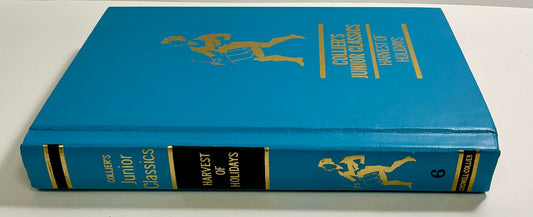 COLLIER'S
JUNIOR CLASSICS
HARVEST OF
HOLIDAYS
COLLIER'S
Junior
Classics
HARVEST
OF
HOLIDAYS
6
CROWELL-COLLIER